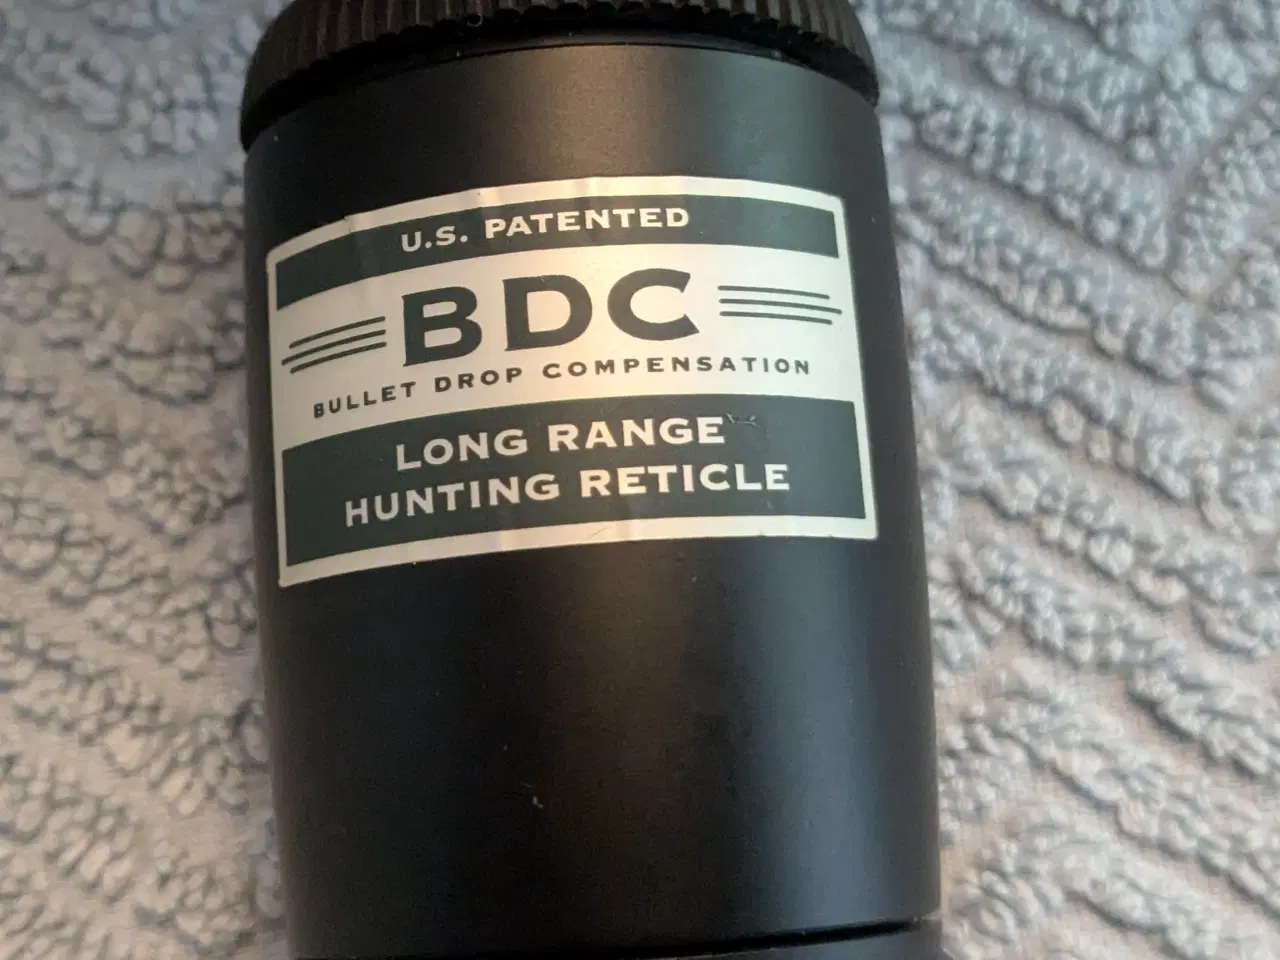 U.S. PATENTED
BDC
BULLET DROP COMPENSATION
LONG RANGE
HUNTING RETICLE